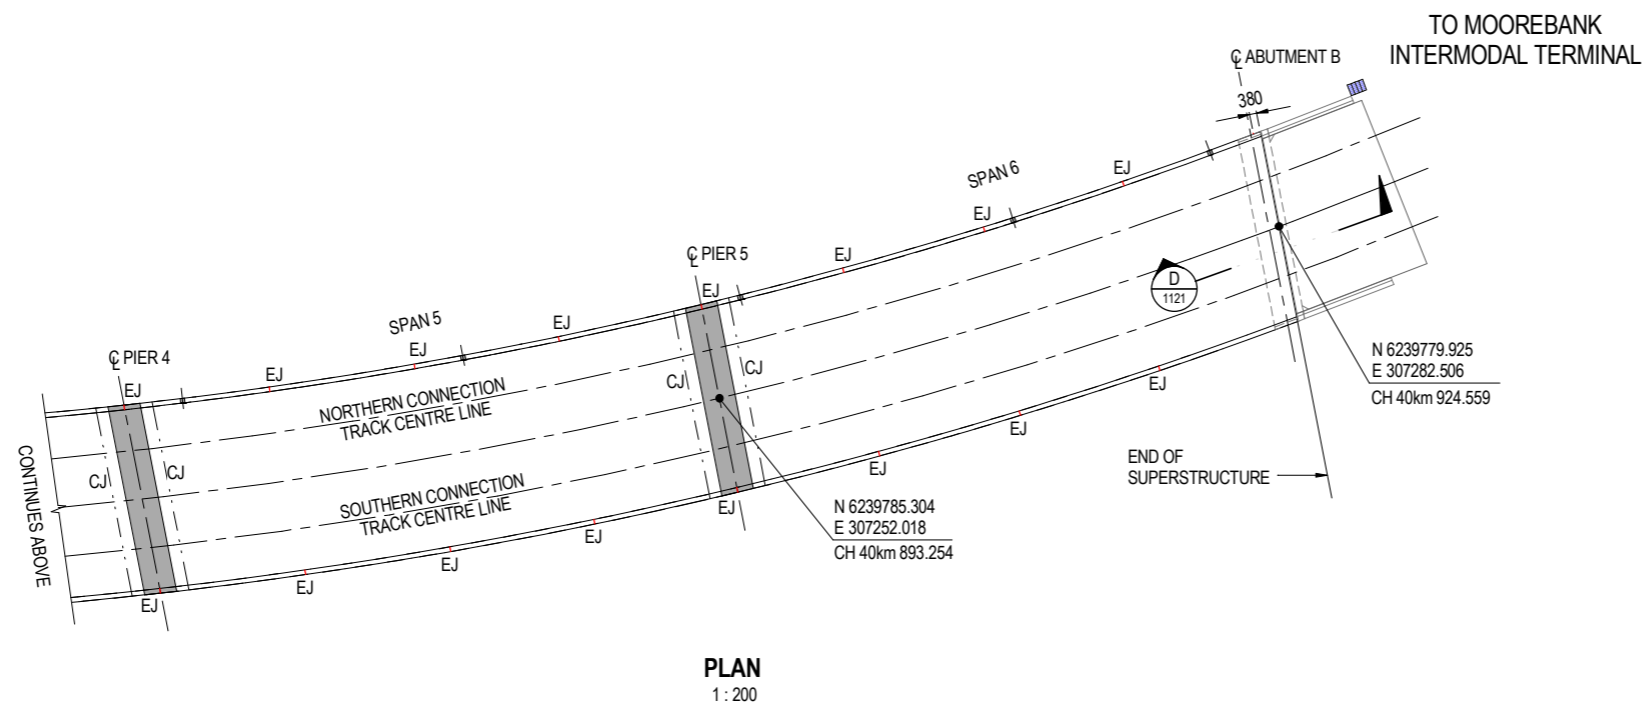 TO MOOREBANK
INTERMODAL TERMINAL
℄ ABUTMENT B
380
EJ
SPAN 6
EJ
℄ PIER 5
EJ
EJ
D
1121
SPAN 5
EJ
EJ
℄ PIER 4
EJ
EJ
N 6239779.925
E 307282.506
CH 40km 924.559
CJ
CJ
NORTHERN CONNECTION
TRACK CENTRE LINE
CONTINUES ABOVE
CJ
CJ
SOUTHERN CONNECTION
TRACK CENTRE LINE
EJ
EJ
EJ
END OF
SUPERSTRUCTURE
N 6239785.304
E 307252.018
CH 40km 893.254
EJ
EJ
EJ
EJ
EJ
PLAN
1 : 200